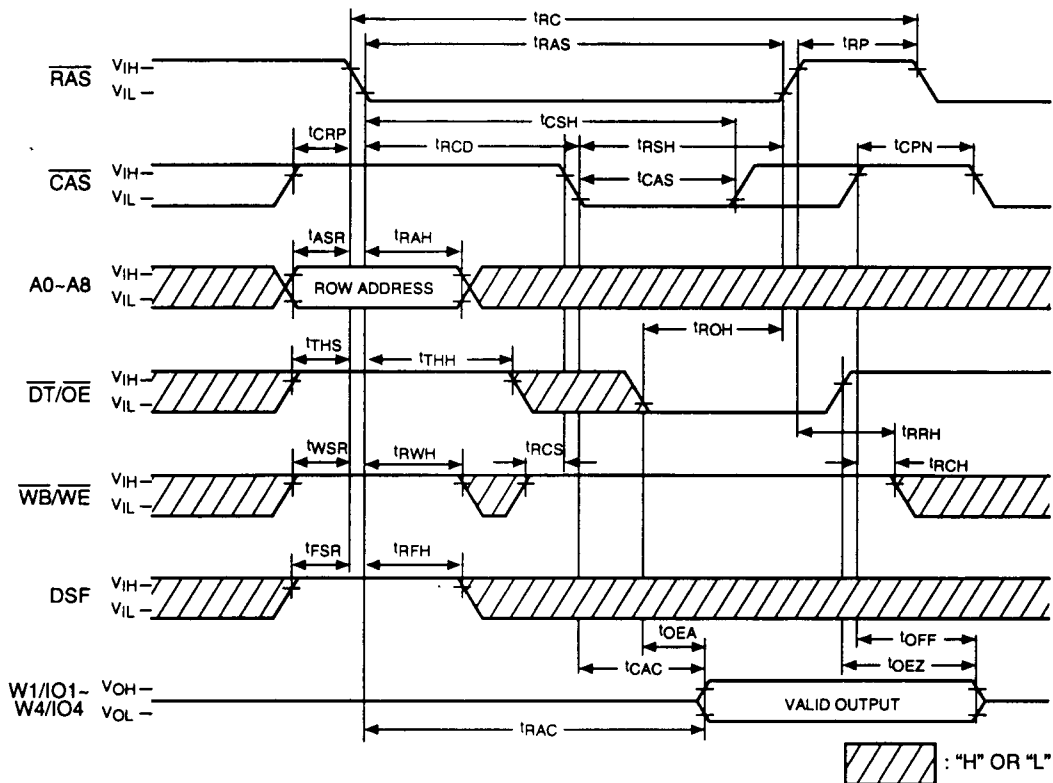 tRC
tRAS
tRP
RAS
VIH
VIL
tCSH
tCRP
tRCD
tRSH
tCPN
CAS
VIH
VIL
tCAS
tASR
tRAH
A0~A8
VIH
VIL
ROW ADDRESS
tROH
tTHS
tTHH
DT/OE
VIH
VIL
tRRH
tWSR
tRWH
tRCS
tRCH
WB/WE
VIH
VIL
tFSR
tRFH
DSF
VIH
VIL
tOEA
tOFF
tCAC
tOEZ
W1/IO1~
W4/IO4
VOH
VOL
VALID OUTPUT
tRAC
: "H" OR "L"